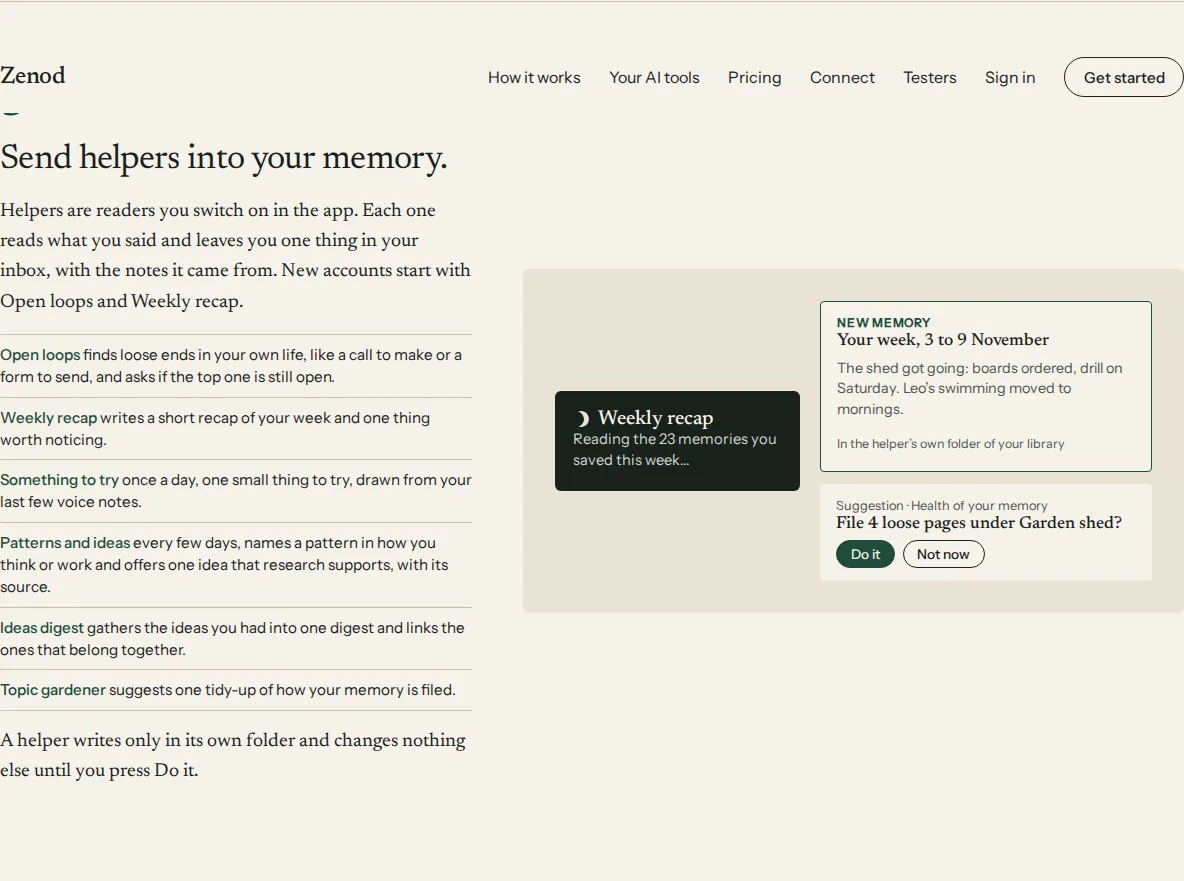 Zenod
How it works
Your AI tools
Pricing
Connect
Testers
Sign in
Get started
Send helpers into your memory.
Helpers are readers you switch on in the app. Each one
reads what you said and leaves you one thing in your
inbox, with the notes it came from. New accounts start with
Open loops and Weekly recap.
Open loops finds loose ends in your own life, like a call to make or a
form to send, and asks if the top one is still open.
Weekly recap writes a short recap of your week and one thing
worth noticing.
Something to try once a day, one small thing to try, drawn from your
last few voice notes.
Patterns and ideas every few days, names a pattern in how you
think or work and offers one idea that research supports, with its
source.
Ideas digest gathers the ideas you had into one digest and links the
ones that belong together.
Topic gardener suggests one tidy-up of how your memory is filed.
A helper writes only in its own folder and changes nothing
else until you press Do it.
Weekly recap
Reading the 23 memories you
saved this week…
NEW MEMORY
Your week, 3 to 9 November
The shed got going: boards ordered, drill on
Saturday. Leo’s swimming moved to
mornings.
In the helper’s own folder of your library
Suggestion · Health of your memory
File 4 loose pages under Garden shed?
Do it
Not now